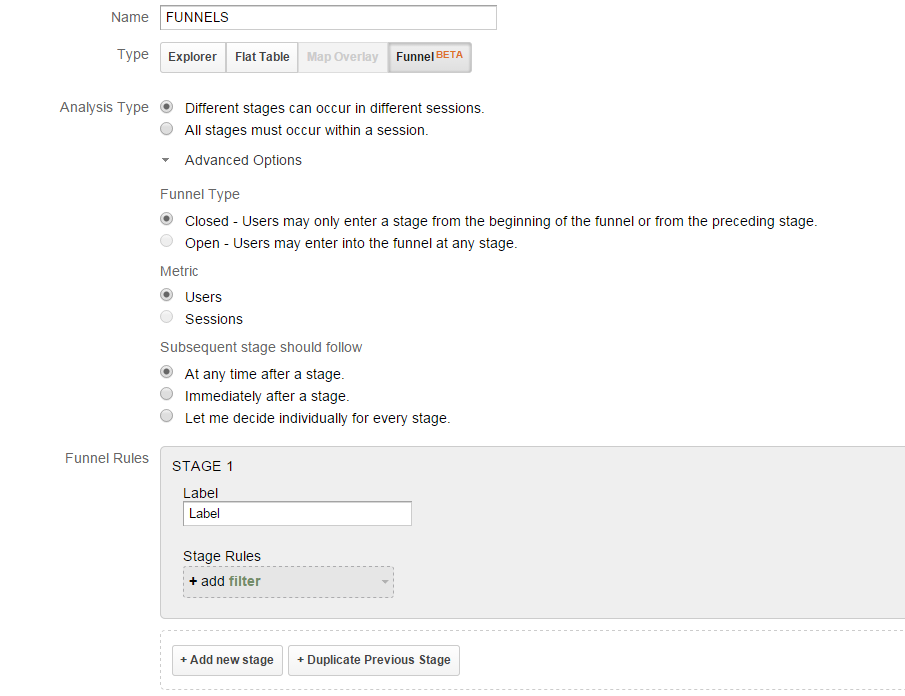 Name FUNNELS
Type Explorer Flat Table Map Overlay Funnel BETA
Analysis Type Different stages can occur in different sessions.
All stages must occur within a session.
Advanced Options
Funnel Type
Closed - Users may only enter a stage from the beginning of the funnel or from the preceding stage.
Open - Users may enter into the funnel at any stage.
Metric
Users
Sessions
Subsequent stage should follow
At any time after a stage.
Immediately after a stage.
Let me decide individually for every stage.
Funnel Rules STAGE 1
Label
Label
Stage Rules
+ add filter
+ Add new stage + Duplicate Previous Stage